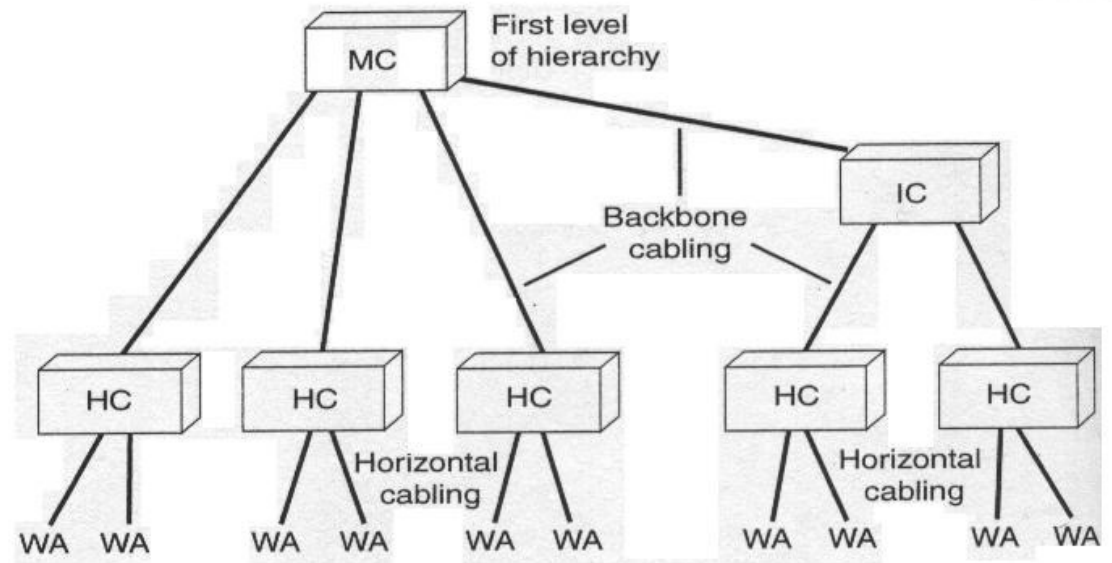 First level
of hierarchy
MC
IC
Backbone
cabling
HC
HC
HC
HC
HC
Horizontal
cabling
Horizontal
cabling
WA
WA
WA
WA
WA
WA
WA
WA
WA
WA